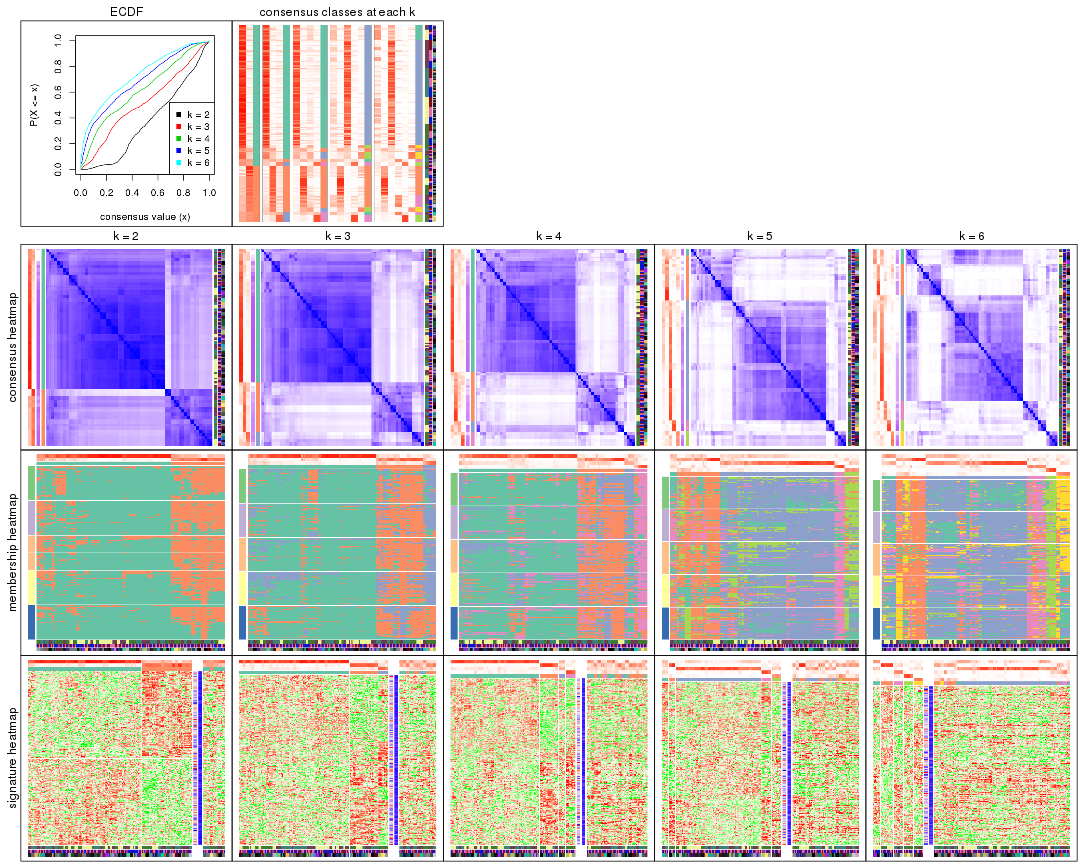 ECDF
consensus classes at each k
P(X <= x)
0.0 0.2 0.4 0.6 0.8 1.0
k = 2
k = 3
k = 4
k = 5
k = 6
0.0 0.2 0.4 0.6 0.8 1.0
consensus value (x)
k = 2 k = 3 k = 4 k = 5 k = 6
consensus heatmap
membership heatmap
signature heatmap